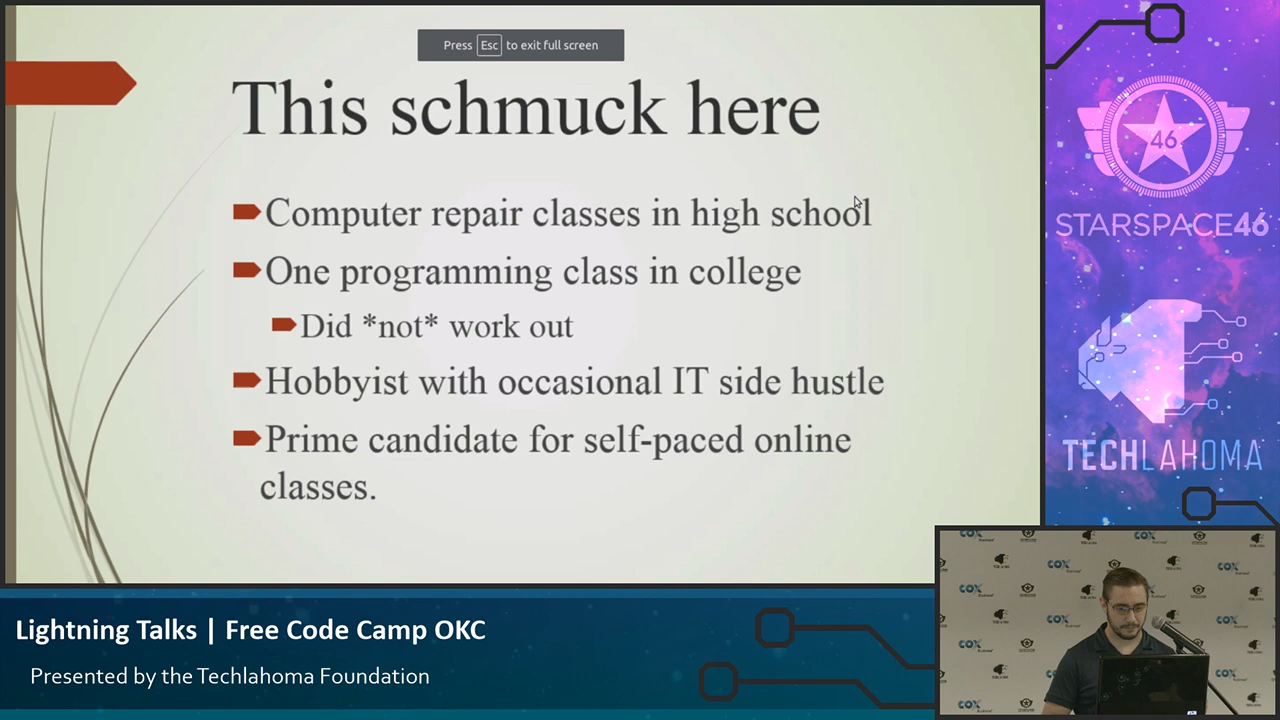 Press Esc to exit full screen
This schmuck here
Computer repair classes in high school
One programming class in college
Did *not* work out
Hobbyist with occasional IT side hustle
Prime candidate for self-paced online
classes.
46
STARSPACE46
TECHLAHOMA
COX
Lightning Talks | Free Code Camp OKC
Presented by the Techlahoma Foundation